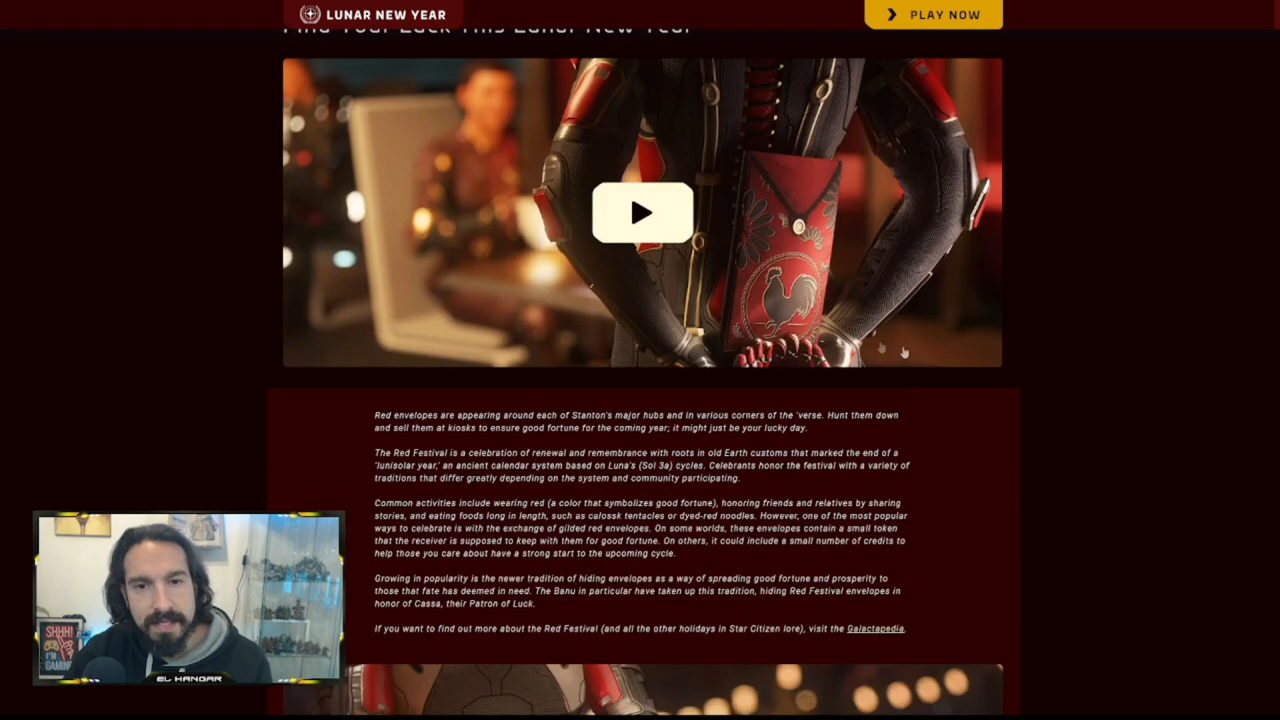 LUNAR NEW YEAR
PLAY NOW
Find Your Luck This Lunar New Year
Red envelopes are appearing around each of Stanton's major hubs and in various corners of the 'verse. Hunt them down
and sell them at kiosks to ensure good fortune for the coming year; it might just be your lucky day.
The Red Festival is a celebration of renewal and remembrance with roots in old Earth customs that marked the end of a
'lunisolar year,' an ancient calendar system based on Luna's (Sol 3a) cycles. Celebrants honor the festival with a variety of
traditions that differ greatly depending on the system and community participating.
Common activities include wearing red (a color that symbolizes good fortune), honoring friends and relatives by sharing
stories, and eating foods long in length, such as calossk tentacles or dyed-red noodles. However, one of the most popular
ways to celebrate is with the exchange of gilded red envelopes. On some worlds, these envelopes contain a small token
that the receiver is supposed to keep with them for good fortune. On others, it could include a small number of credits to
help those you care about have a strong start to the upcoming cycle.
Growing in popularity is the newer tradition of hiding envelopes as a way of spreading good fortune and prosperity to
those that fate has deemed in need. The Banu in particular have taken up this tradition, hiding Red Festival envelopes in
honor of Cassa, their Patron of Luck.
If you want to find out more about the Red Festival (and all the other holidays in Star Citizen lore), visit the Galactapedia.
SHHH!
I'M
GAMING
EL HANGAR